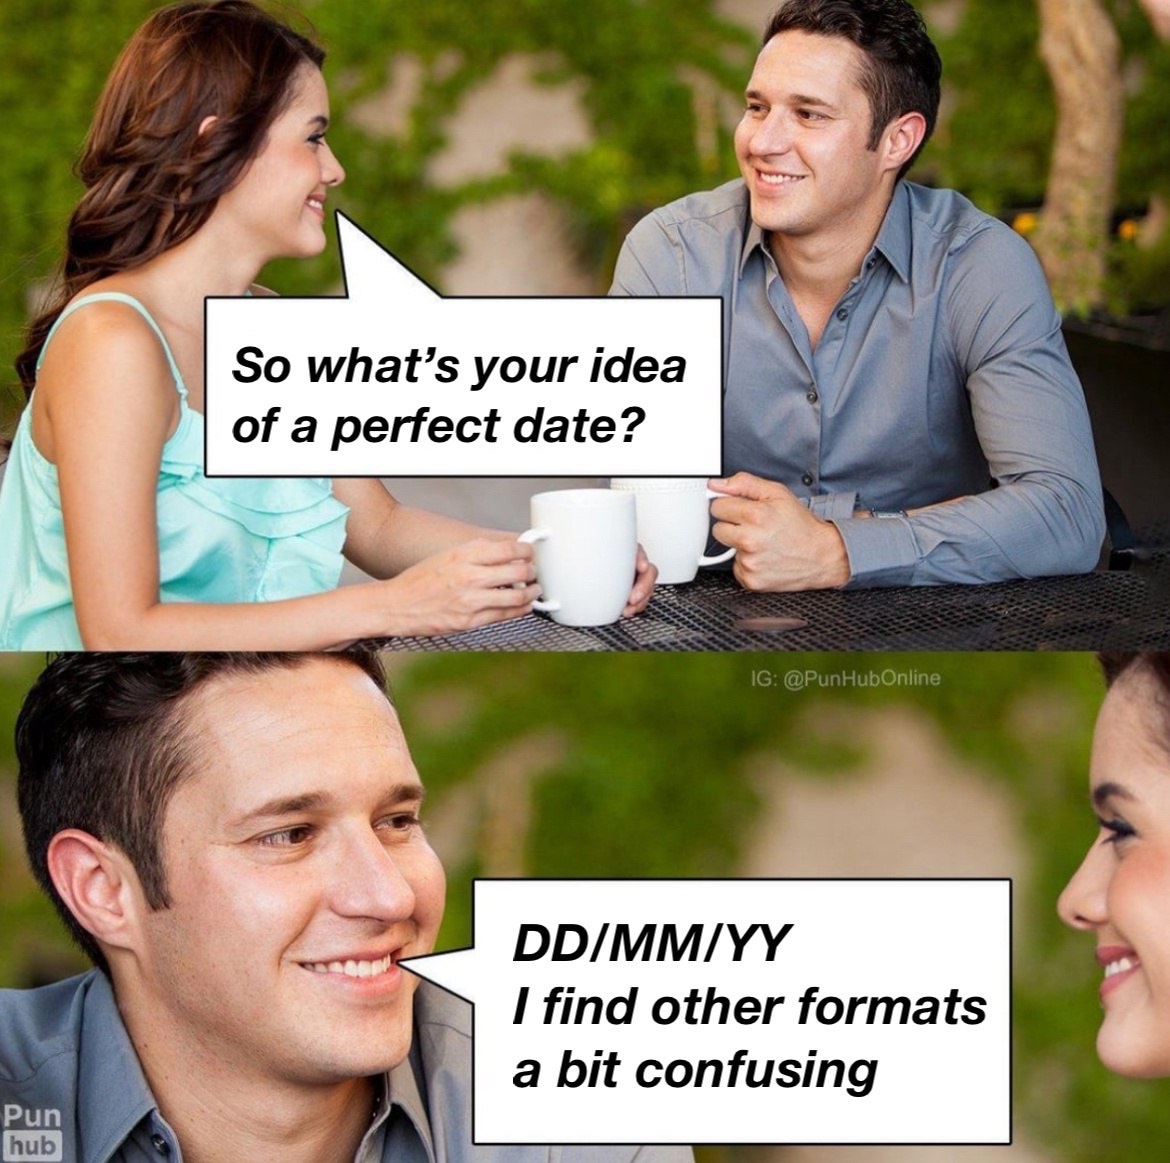 So what’s your idea
of a perfect date?
IG: @PunHubOnline
DD/MM/YY
I find other formats
a bit confusing
Pun
hub